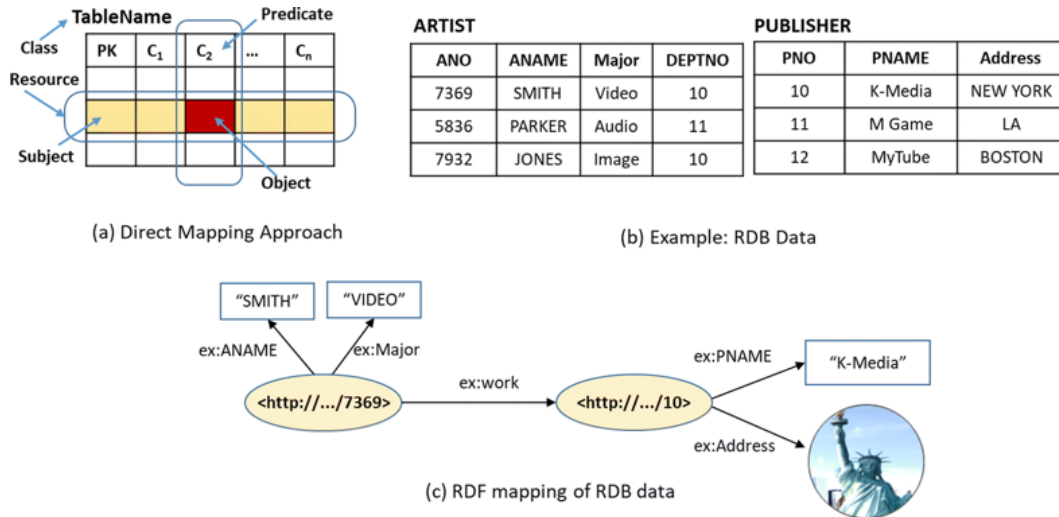 TableName
Predicate
Class
PK C1 C2 ... Cn
Resource
Subject
Object
(a) Direct Mapping Approach
ARTIST
ANO ANAME Major DEPTNO
7369 SMITH Video 10
5836 PARKER Audio 11
7932 JONES Image 10
PUBLISHER
PNO PNAME Address
10 K-Media NEW YORK
11 M Game LA
12 MyTube BOSTON
(b) Example: RDB Data
“SMITH” “VIDEO”
ex:ANAME ex:Major
ex:PNAME “K-Media”
ex:work
<http://.../7369> <http://.../10>
ex:Address
(c) RDF mapping of RDB data